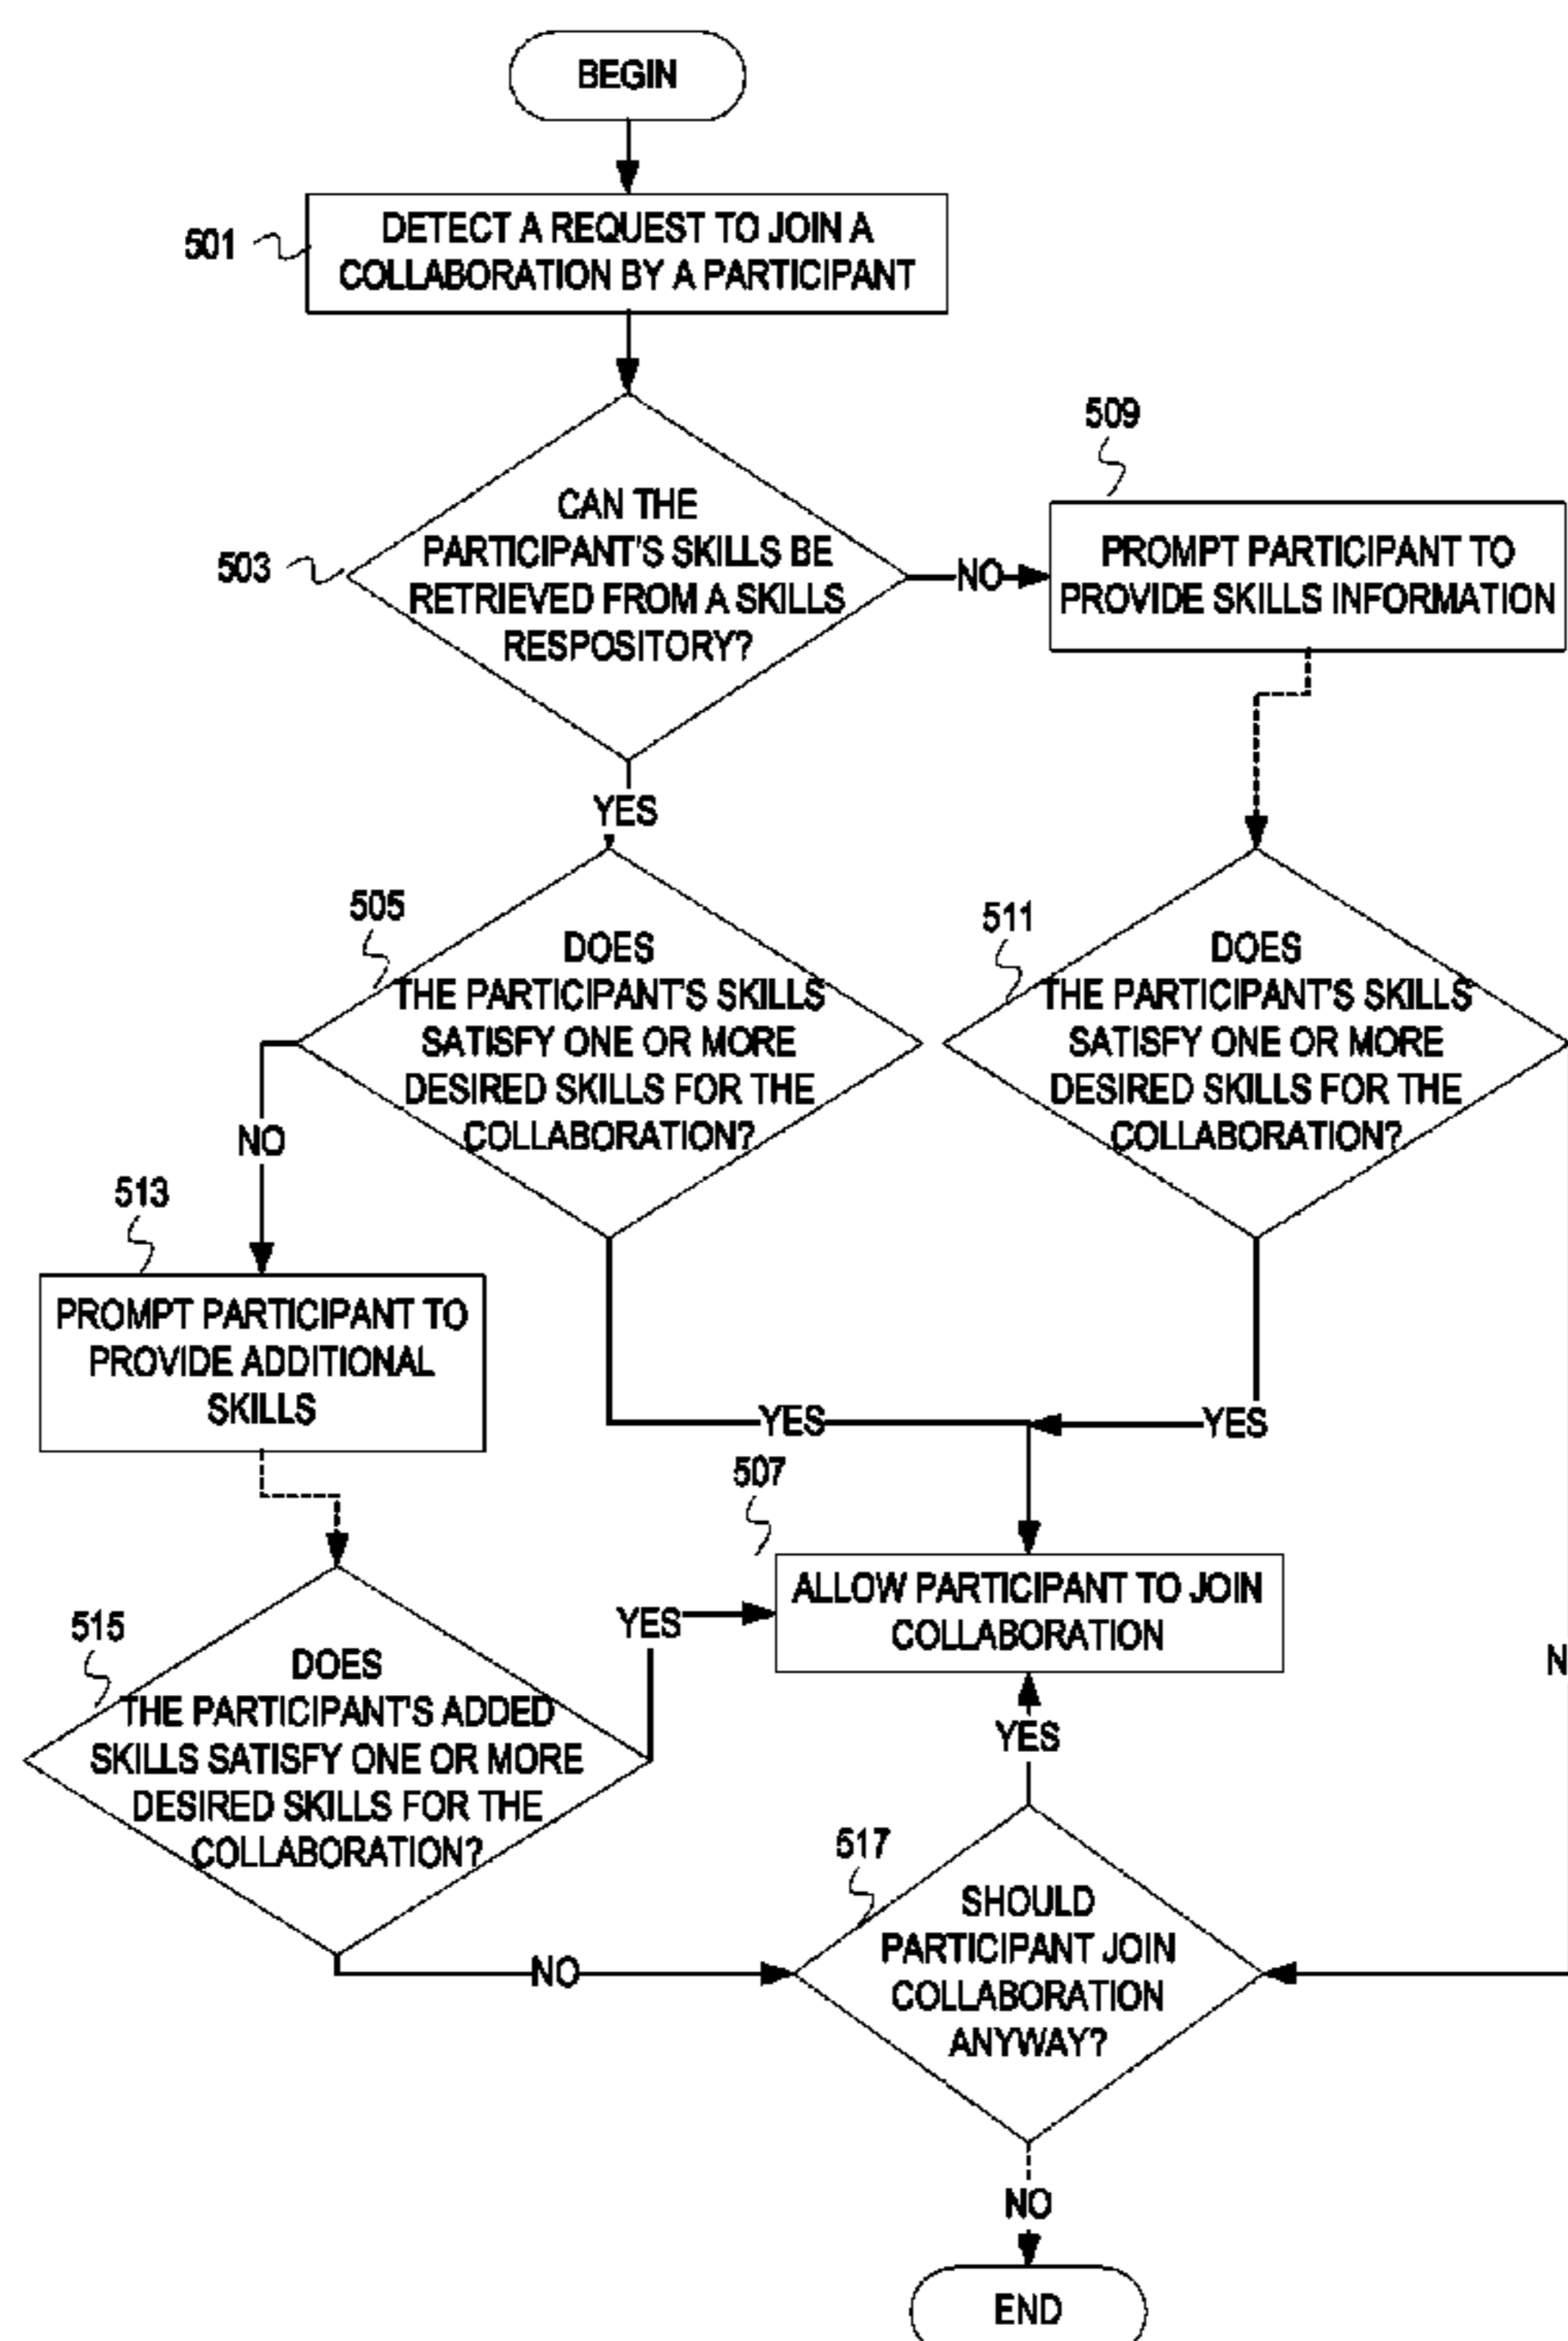 BEGIN
501
DETECT A REQUEST TO JOIN A
COLLABORATION BY A PARTICIPANT
503
CAN THE
PARTICIPANT'S SKILLS BE
RETRIEVED FROM A SKILLS
RESPOSITORY?
NO
509
PROMPT PARTICIPANT TO
PROVIDE SKILLS INFORMATION
YES
505
DOES
THE PARTICIPANT'S SKILLS
SATISFY ONE OR MORE
DESIRED SKILLS FOR THE
COLLABORATION?
511
DOES
THE PARTICIPANT'S SKILLS
SATISFY ONE OR MORE
DESIRED SKILLS FOR THE
COLLABORATION?
NO
513
PROMPT PARTICIPANT TO
PROVIDE ADDITIONAL
SKILLS
YES
YES
507
ALLOW PARTICIPANT TO JOIN
COLLABORATION
515
DOES
THE PARTICIPANT'S ADDED
SKILLS SATISFY ONE OR MORE
DESIRED SKILLS FOR THE
COLLABORATION?
YES
N
YES
517
SHOULD
PARTICIPANT JOIN
COLLABORATION
ANYWAY?
NO
NO
END